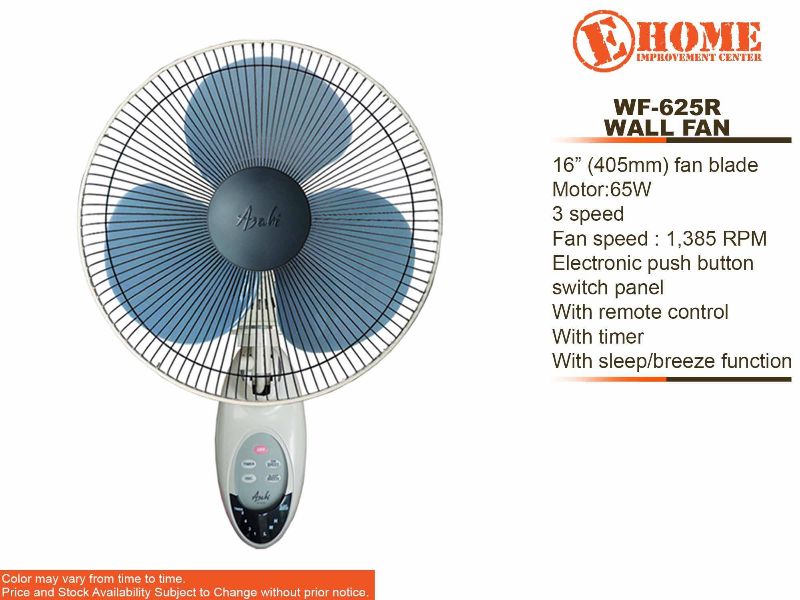 E HOME
IMPROVEMENT CENTER
WF-625R
WALL FAN
16” (405mm) fan blade
Motor:65W
3 speed
Fan speed : 1,385 RPM
Electronic push button
switch panel
With remote control
With timer
With sleep/breeze function
Asahi
OFF
TIMER
Asahi
Color may vary from time to time.
Price and Stock Availability Subject to Change without prior notice.